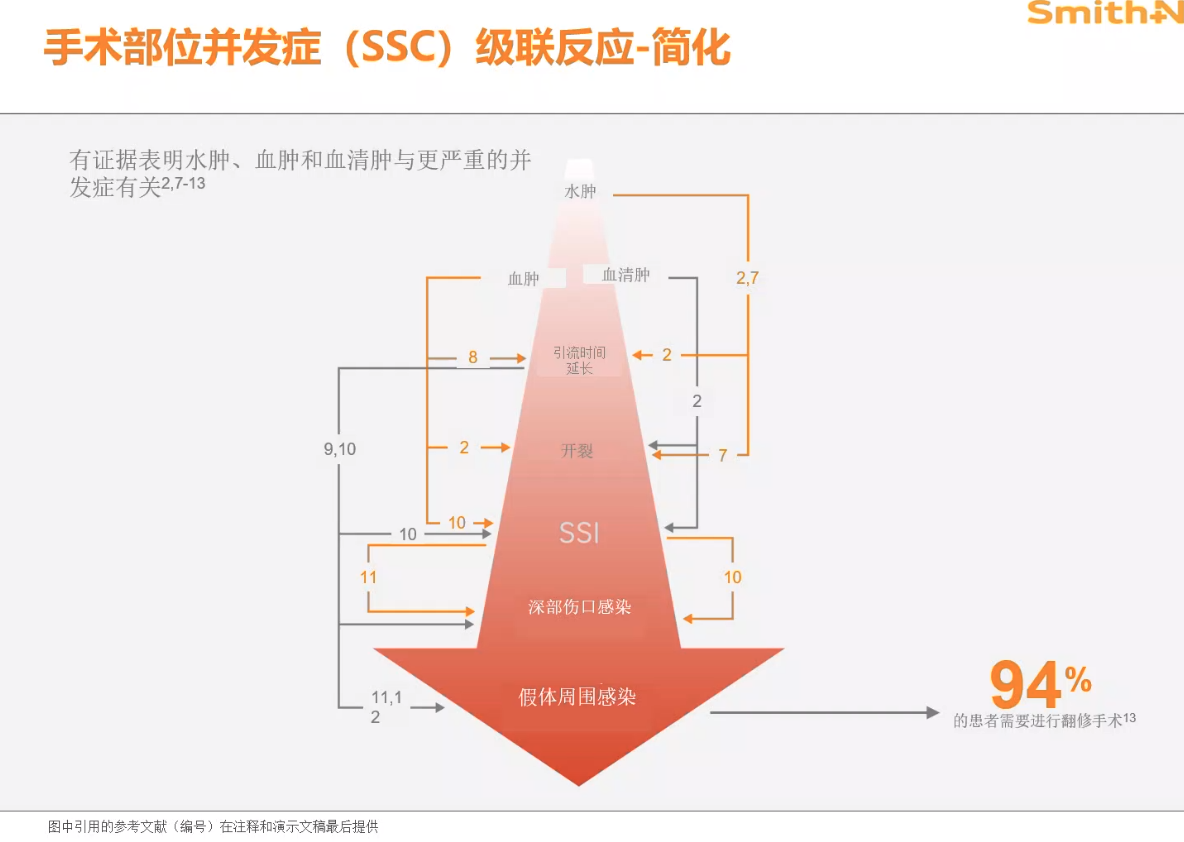 Smith+N
手术部位并发症（SSC）级联反应-简化
有证据表明水肿、血肿和血清肿与更严重的并
发症有关2,7-13
水肿
血肿
血清肿
2,7
8
引流时间
延长
2
2
9,10
2
开裂
7
10
10
SSI
11
10
深部伤口感染
11,1
2
假体周围感染
94%
的患者需要进行翻修手术13
图中引用的参考文献（编号）在注释和演示文稿最后提供